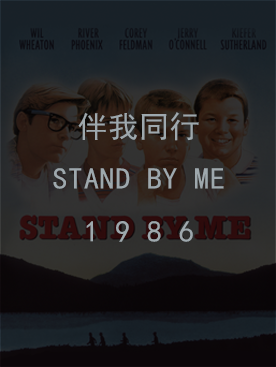 WIL RIVER COREY JERRY KIEFER
WHEATON PHOENIX FELDMAN O'CONNELL SUTHERLAND
伴我同行
STAND BY ME
STAND BY ME
1986